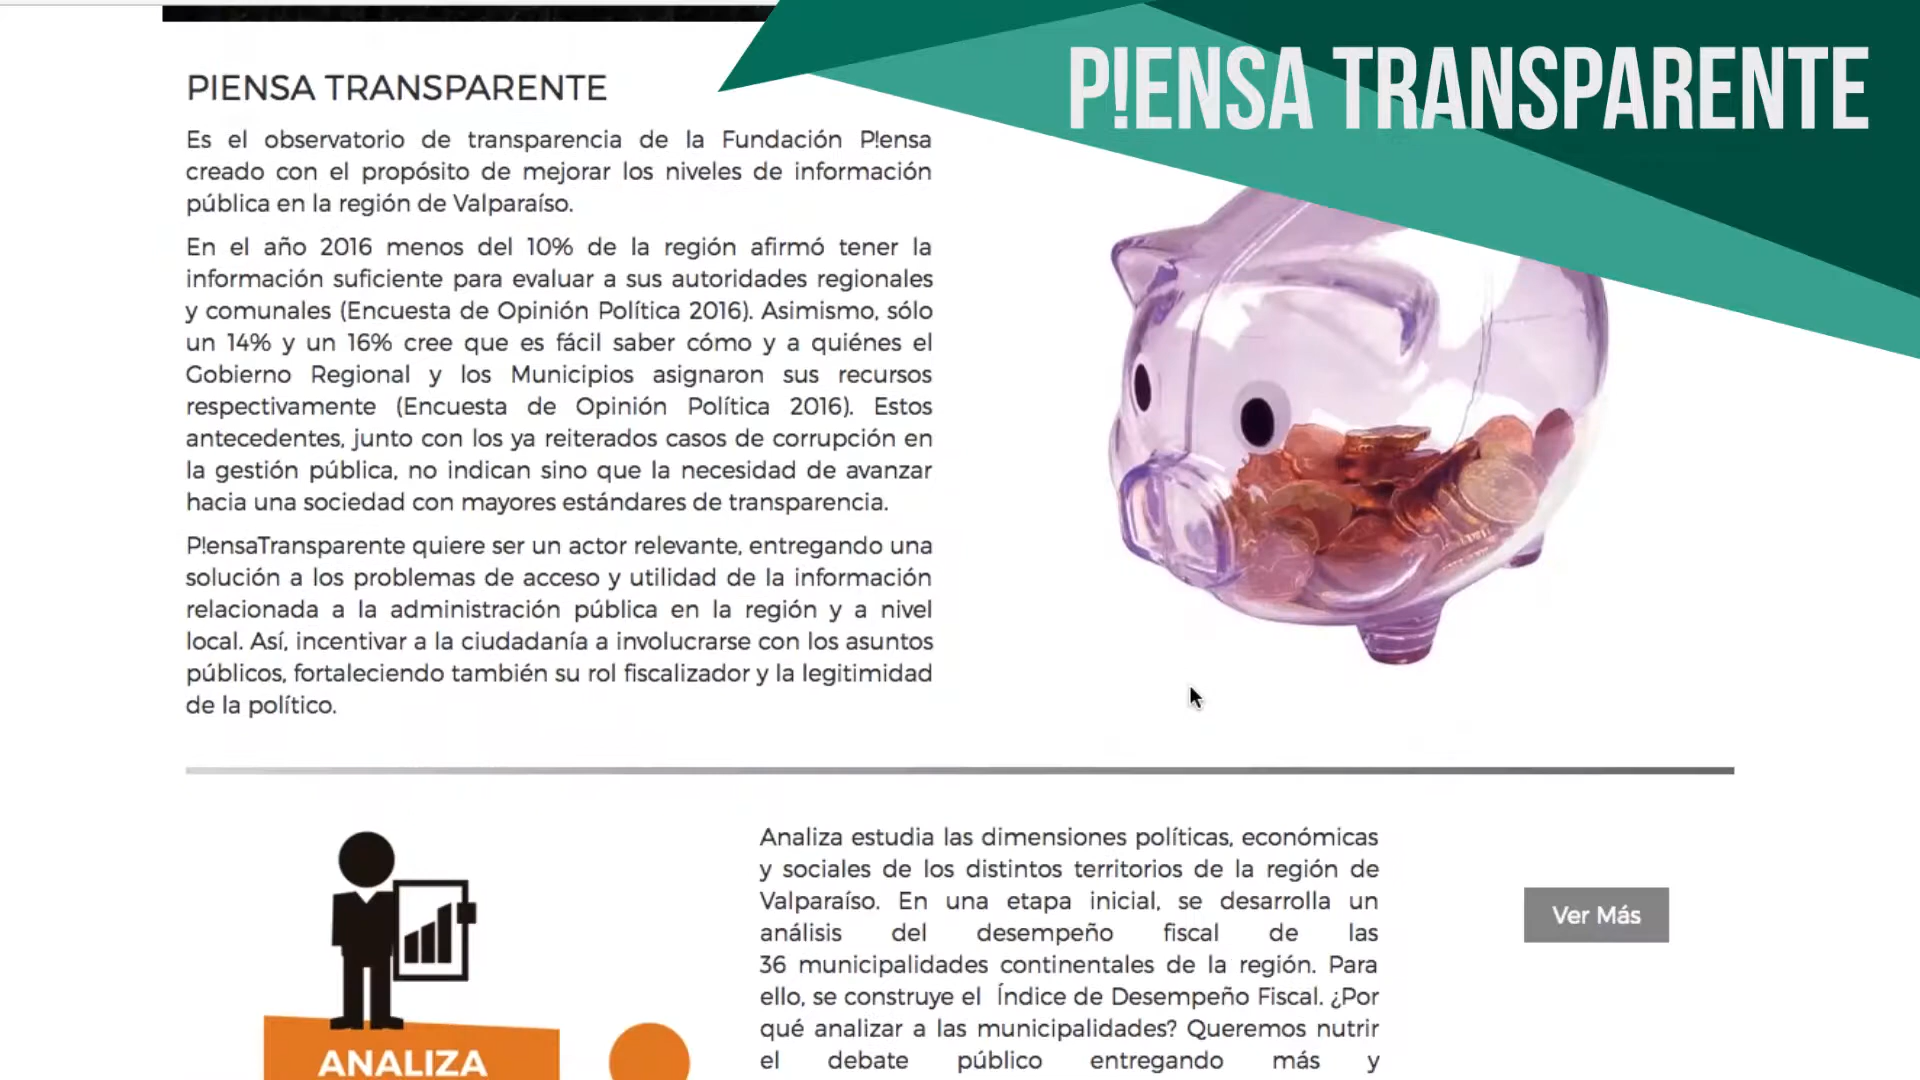 P!ENSA TRANSPARENTE
PIENSA TRANSPARENTE
Es el observatorio de transparencia de la Fundación P!ensa
creado con el propósito de mejorar los niveles de información
pública en la región de Valparaíso.
En el año 2016 menos del 10% de la región afirmó tener la
información suficiente para evaluar a sus autoridades regionales
y comunales (Encuesta de Opinión Política 2016). Asimismo, sólo
un 14% y un 16% cree que es fácil saber cómo y a quiénes el
Gobierno Regional y los Municipios asignaron sus recursos
respectivamente (Encuesta de Opinión Política 2016). Estos
antecedentes, junto con los ya reiterados casos de corrupción en
la gestión pública, no indican sino que la necesidad de avanzar
hacia una sociedad con mayores estándares de transparencia.
P!ensaTransparente quiere ser un actor relevante, entregando una
solución a los problemas de acceso y utilidad de la información
relacionada a la administración pública en la región y a nivel
local. Así, incentivar a la ciudadanía a involucrarse con los asuntos
públicos, fortaleciendo también su rol fiscalizador y la legitimidad
de la político.
Analiza estudia las dimensiones políticas, económicas
y sociales de los distintos territorios de la región de
Valparaíso. En una etapa inicial, se desarrolla un
análisis del desempeño fiscal de las
36 municipalidades continentales de la región. Para
ello, se construye el Índice de Desempeño Fiscal. ¿Por
qué analizar a las municipalidades? Queremos nutrir
el debate público entregando más y
Ver Más
ANALIZA